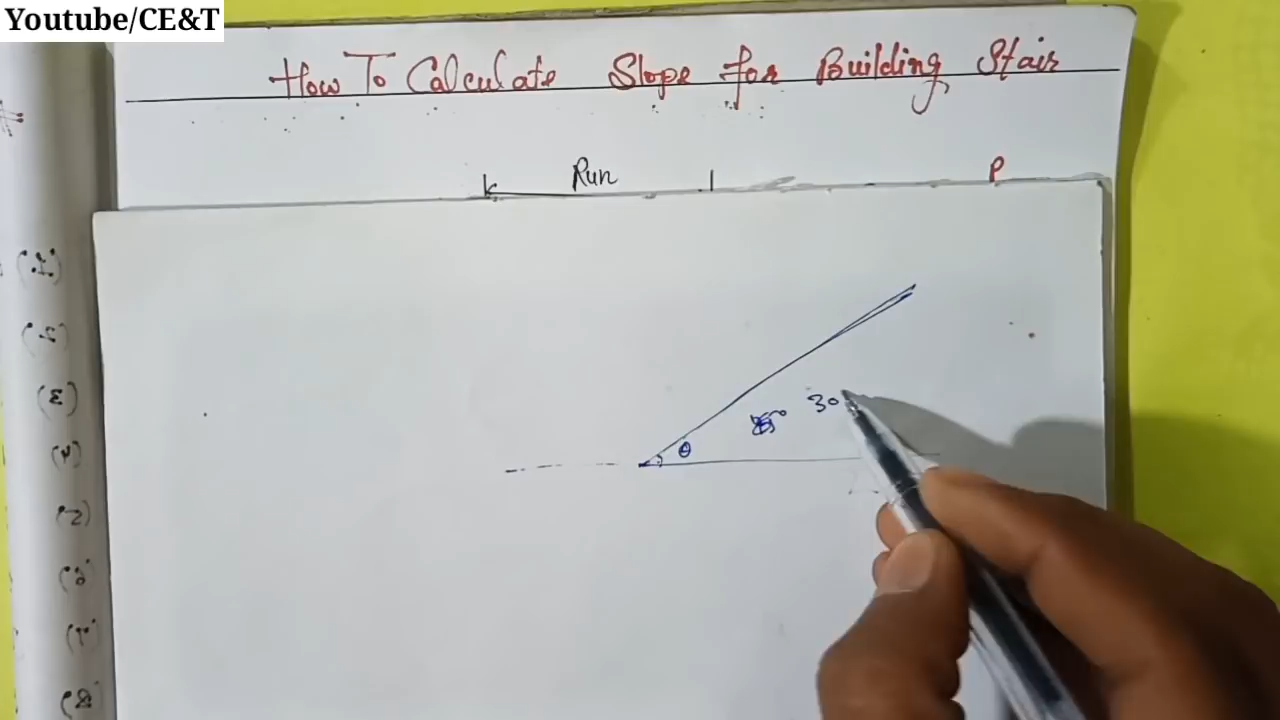 Youtube/CE&T
How To Calculate Slope for Building Stair
Run
P
θ
30